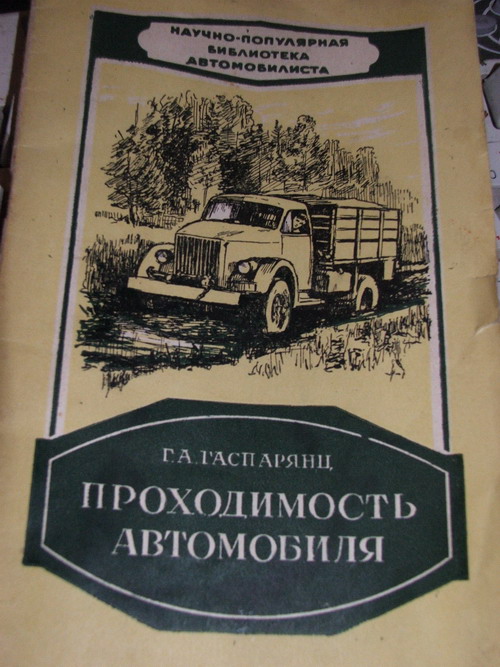 НАУЧНО-ПОПУЛЯРНАЯ
БИБЛИОТЕКА
АВТОМОБИЛИСТА
Г. А. ГАСПАРЯНЦ
ПРОХОДИМОСТЬ
АВТОМОБИЛЯ